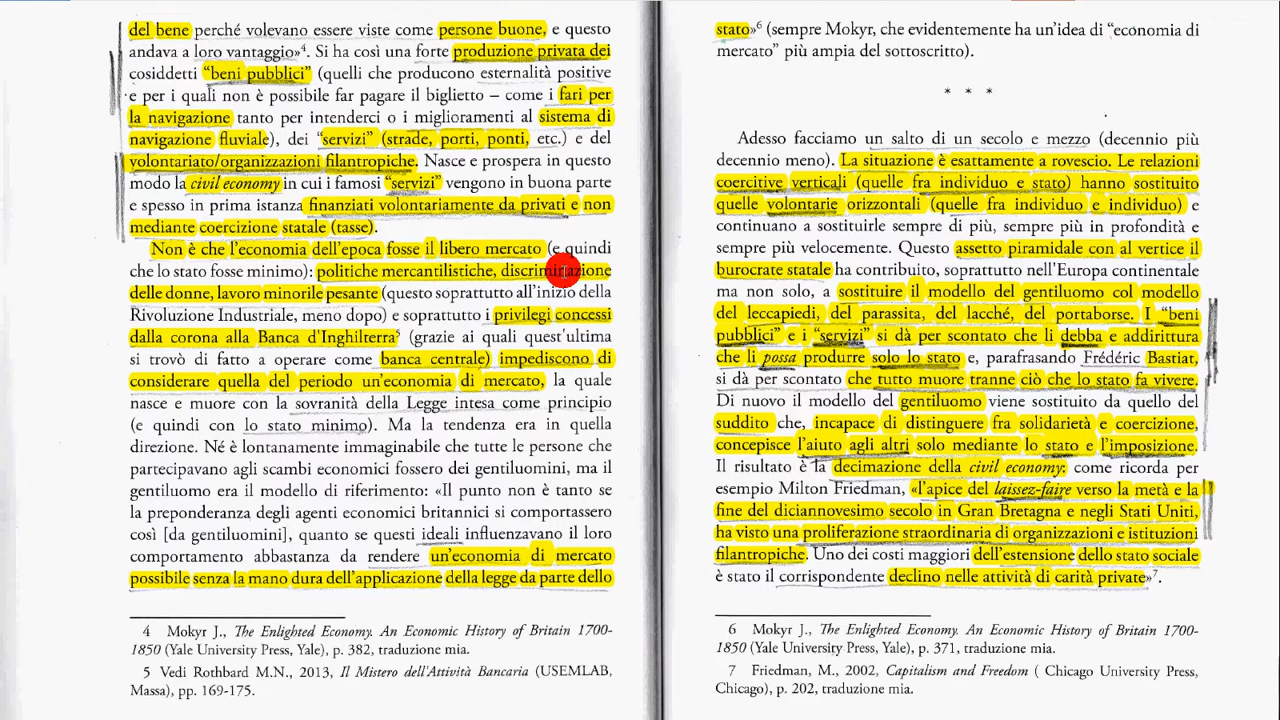 del bene perché volevano essere viste come persone buone, e questo
andava a loro vantaggio»4. Si ha così una forte produzione privata dei
cosiddetti “beni pubblici” (quelli che producono esternalità positive
e per i quali non è possibile far pagare il biglietto – come i fari per
la navigazione tanto per intenderci o i miglioramenti al sistema di
navigazione fluviale), dei “servizi” (strade, porti, ponti, etc.) e del
volontariato/organizzazioni filantropiche. Nasce e prospera in questo
modo la civil economy in cui i famosi “servizi” vengono in buona parte
e spesso in prima istanza finanziati volontariamente da privati e non
mediante coercizione statale (tasse).
Non è che l’economia dell’epoca fosse il libero mercato (e quindi
che lo stato fosse minimo): politiche mercantilistiche, discriminazione
delle donne, lavoro minorile pesante (questo soprattutto all’inizio della
Rivoluzione Industriale, meno dopo) e soprattutto i privilegi concessi
dalla corona alla Banca d’Inghilterra5 (grazie ai quali quest’ultima
si trovò di fatto a operare come banca centrale) impediscono di
considerare quella del periodo un’economia di mercato, la quale
nasce e muore con la sovranità della Legge intesa come principio
(e quindi con lo stato minimo). Ma la tendenza era in quella
direzione. Né è lontanamente immaginabile che tutte le persone che
partecipavano agli scambi economici fossero dei gentiluomini, ma il
gentiluomo era il modello di riferimento: «Il punto non è tanto se
la preponderanza degli agenti economici britannici si comportassero
così [da gentiluomini], quanto se questi ideali influenzavano il loro
comportamento abbastanza da rendere un’economia di mercato
possibile senza la mano dura dell’applicazione della legge da parte dello
4 Mokyr J., The Enlighted Economy. An Economic History of Britain 1700-
1850 (Yale University Press, Yale), p. 382, traduzione mia.
5 Vedi Rothbard M.N., 2013, Il Mistero dell’Attività Bancaria (USEMLAB,
Massa), pp. 169-175.
stato»6 (sempre Mokyr, che evidentemente ha un’idea di “economia di
mercato” più ampia del sottoscritto).
* * *
Adesso facciamo un salto di un secolo e mezzo (decennio più
decennio meno). La situazione è esattamente a rovescio. Le relazioni
coercitive verticali (quelle fra individuo e stato) hanno sostituito
quelle volontarie orizzontali (quelle fra individuo e individuo) e
continuano a sostituirle sempre di più, sempre più in profondità e
sempre più velocemente. Questo assetto piramidale con al vertice il
burocrate statale ha contribuito, soprattutto nell’Europa continentale
ma non solo, a sostituire il modello del gentiluomo col modello
del leccapiedi, del parassita, del lacché, del portaborse. I “beni
pubblici” e i “servizi” si dà per scontato che li debba e addirittura
che li possa produrre solo lo stato e, parafrasando Frédéric Bastiat,
si dà per scontato che tutto muore tranne ciò che lo stato fa vivere.
Di nuovo il modello del gentiluomo viene sostituito da quello del
suddito che, incapace di distinguere fra solidarietà e coercizione,
concepisce l’aiuto agli altri solo mediante lo stato e l’imposizione.
Il risultato è la decimazione della civil economy: come ricorda per
esempio Milton Friedman, «l’apice del laissez-faire verso la metà e la
fine del diciannovesimo secolo in Gran Bretagna e negli Stati Uniti,
ha visto una proliferazione straordinaria di organizzazioni e istituzioni
filantropiche. Uno dei costi maggiori dell’estensione dello stato sociale
è stato il corrispondente declino nelle attività di carità private»7.
6 Mokyr J., The Enlighted Economy. An Economic History of Britain 1700-
1850 (Yale University Press, Yale), p. 371, traduzione mia.
7 Friedman, M., 2002, Capitalism and Freedom ( Chicago University Press,
Chicago), p. 202, traduzione mia.